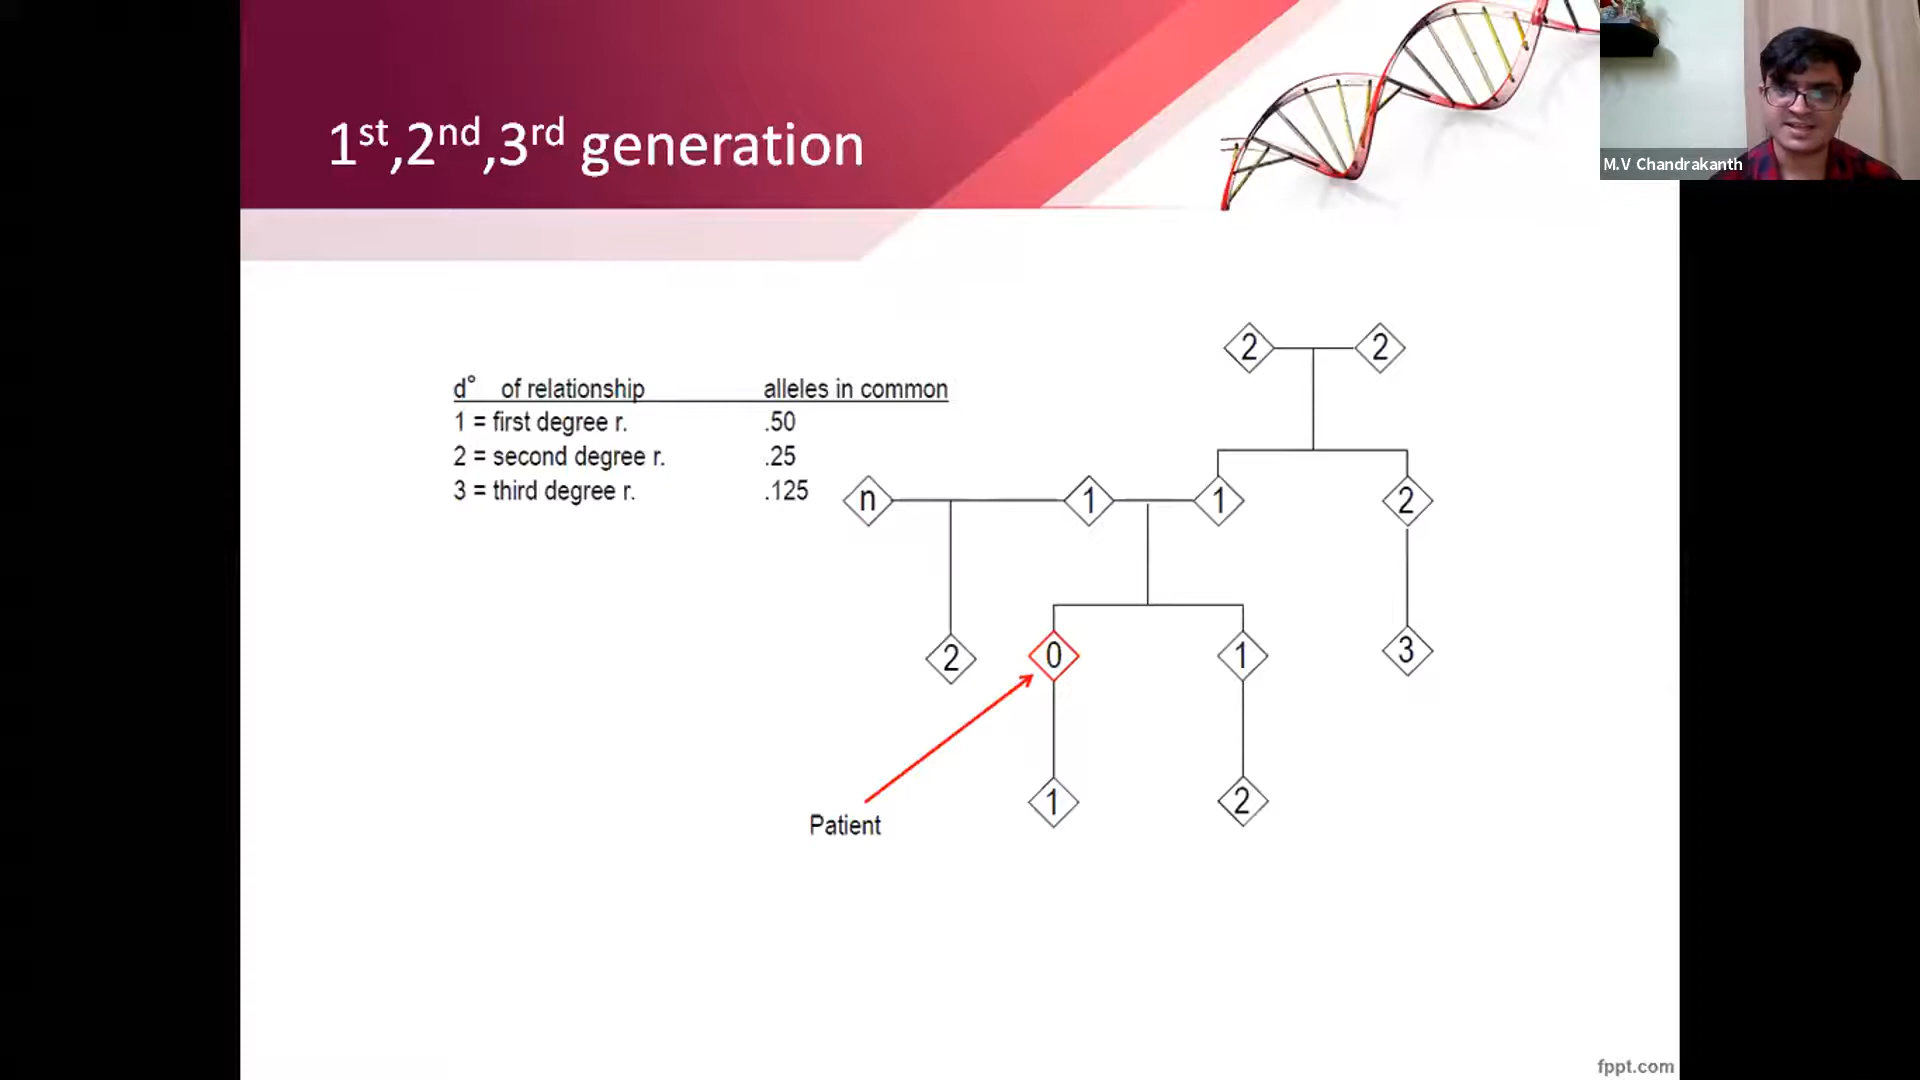 1st,2nd,3rd generation
M.V Chandrakanth
d° of relationship alleles in common
1 = first degree r. .50
2 = second degree r. .25
3 = third degree r. .125
2 2
n 1 1 2
2 0 1 3
1 2
Patient
fppt.com